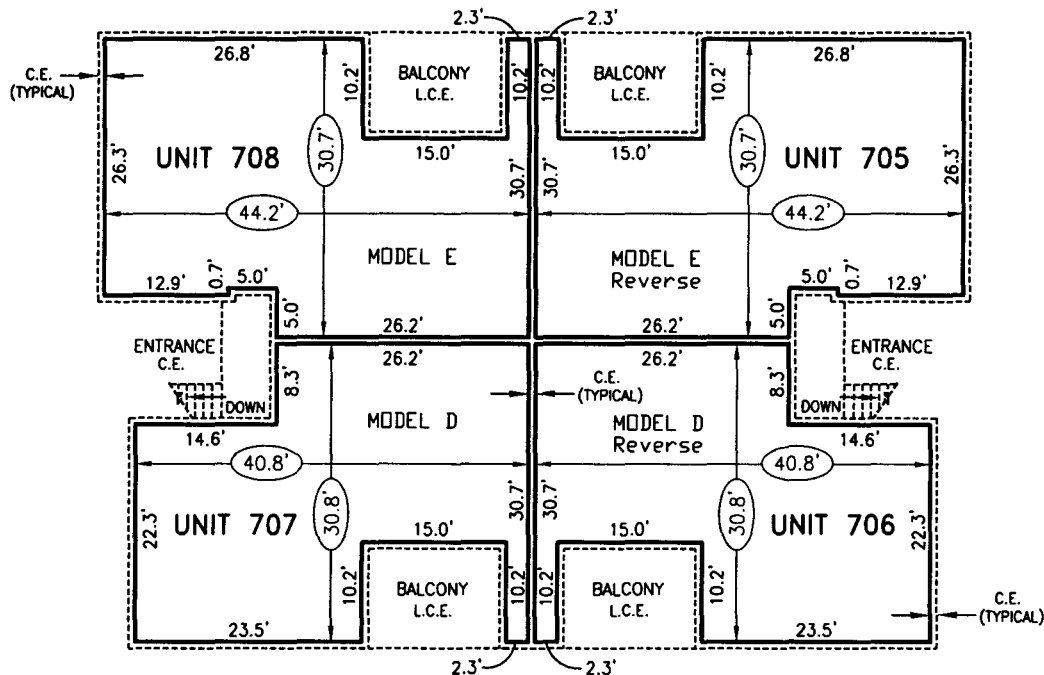 2.3' 2.3'
26.8' 26.8'
C.E.
(TYPICAL)
10.2' BALCONY
L.C.E. 10.2' 10.2' BALCONY
L.C.E. 10.2'
15.0' 15.0'
26.3' UNIT 708 30.7' 30.7' 30.7' 30.7' UNIT 705 26.3'
44.2' 44.2'
MODEL E MODEL E
Reverse
12.9' 0.7' 5.0' 5.0' 0.7' 12.9'
5.0' 26.2' 26.2' 5.0'
ENTRANCE
C.E.
26.2' 26.2'
ENTRANCE
C.E.
8.3' 8.3'
C.E.
(TYPICAL)
DOWN DOWN
MODEL D MODEL D
Reverse
14.6' 14.6'
40.8' 40.8'
22.3' UNIT 707 30.8' 30.7' 30.7' 30.8' UNIT 706 22.3'
15.0' 15.0'
10.2' BALCONY
L.C.E. 10.2' 10.2' BALCONY
L.C.E. 10.2'
C.E.
(TYPICAL)
23.5' 23.5'
2.3' 2.3'